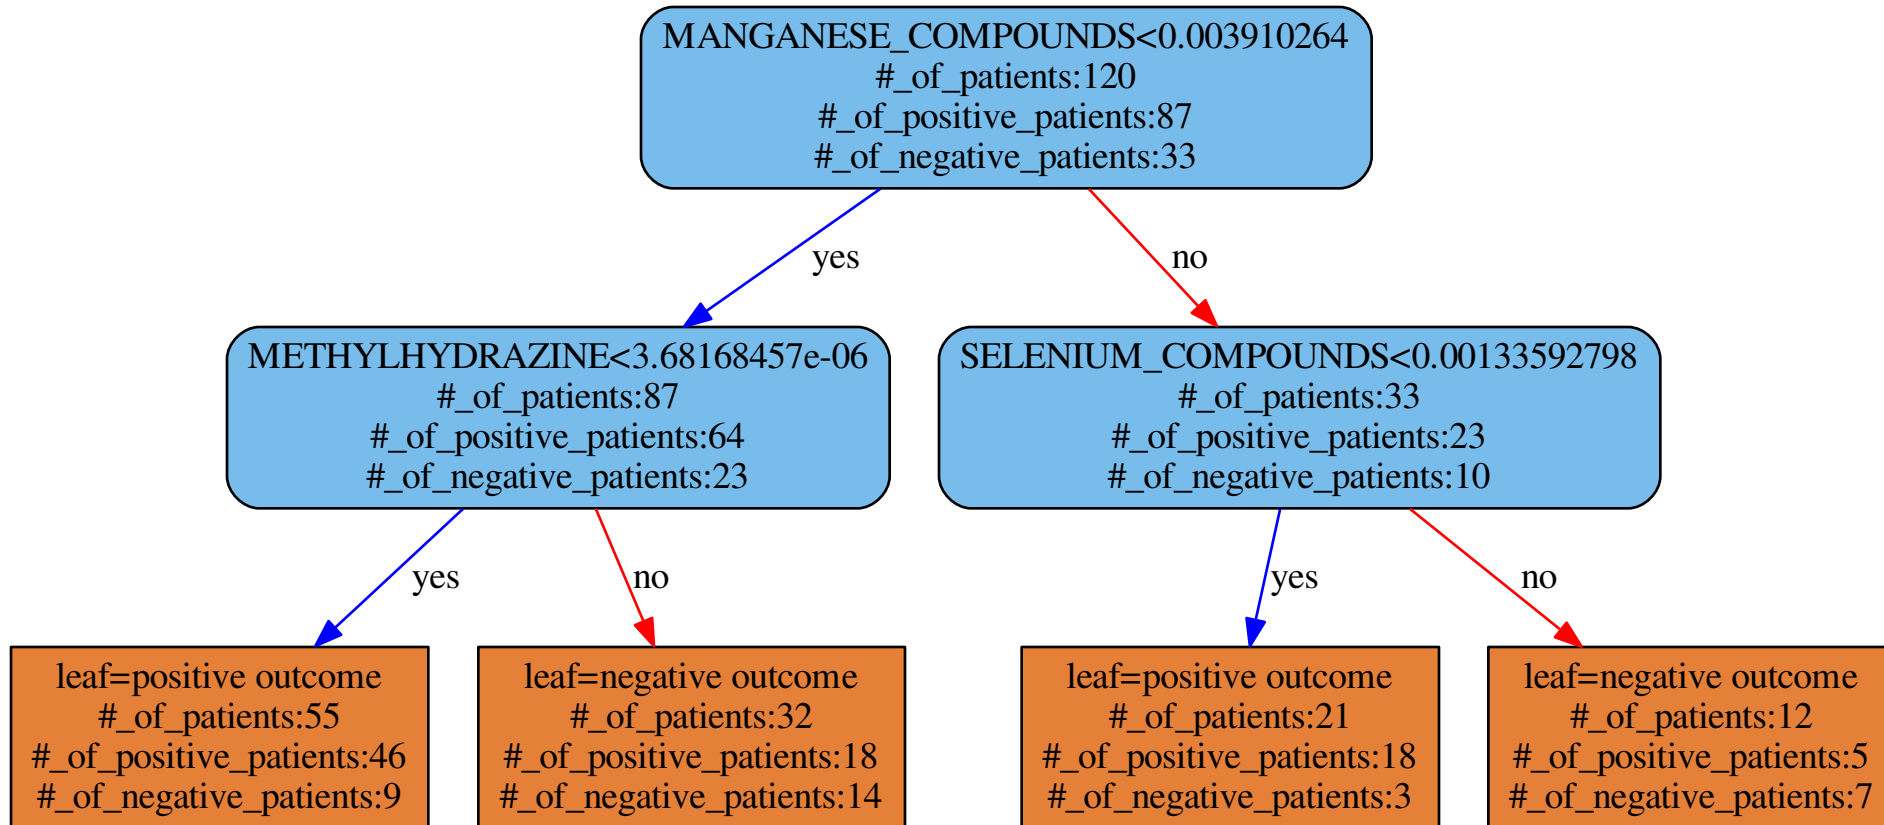 MANGANESE_COMPOUNDS<0.003910264
#_of_patients:120
#_of_positive_patients:87
#_of_negative_patients:33
yes
no
METHYLHYDRAZINE<3.68168457e-06
#_of_patients:87
#_of_positive_patients:64
#_of_negative_patients:23
SELENIUM_COMPOUNDS<0.00133592798
#_of_patients:33
#_of_positive_patients:23
#_of_negative_patients:10
yes
no
yes
no
leaf=positive outcome
#_of_patients:55
#_of_positive_patients:46
#_of_negative_patients:9
leaf=negative outcome
#_of_patients:32
#_of_positive_patients:18
#_of_negative_patients:14
leaf=positive outcome
#_of_patients:21
#_of_positive_patients:18
#_of_negative_patients:3
leaf=negative outcome
#_of_patients:12
#_of_positive_patients:5
#_of_negative_patients:7